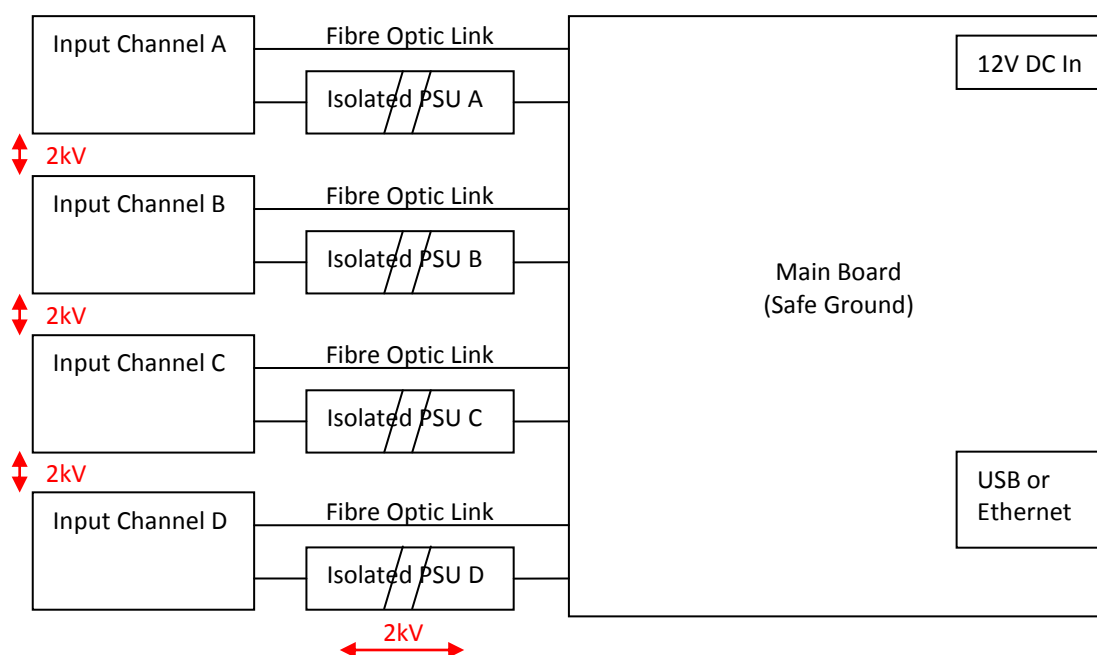 Input Channel A
Fibre Optic Link
Isolated PSU A
2kV
Input Channel B
Fibre Optic Link
Isolated PSU B
2kV
Input Channel C
Fibre Optic Link
Isolated PSU C
2kV
Input Channel D
Fibre Optic Link
Isolated PSU D
2kV
12V DC In
Main Board
(Safe Ground)
USB or
Ethernet